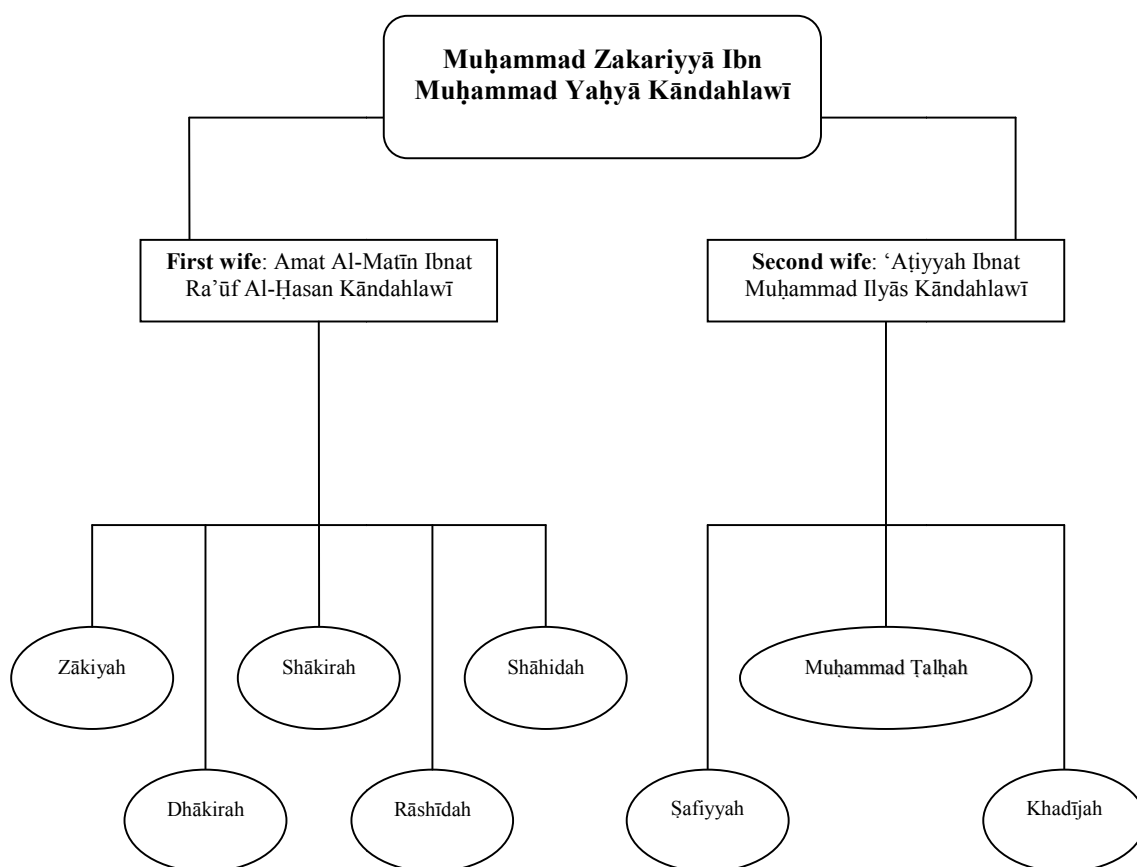 Muḥammad Zakariyyā Ibn
Muḥammad Yaḥyā Kāndahlawī
First wife: Amat Al-Matīn Ibnat
Ra’ūf Al-Ḥasan Kāndahlawī
Second wife: ‘Aṭiyyah Ibnat
Muḥammad Ilyās Kāndahlawī
Zākiyah
Shākirah
Shāhidah
Muḥammad Ṭalḥah
Dhākirah
Rāshīdah
Ṣafiyyah
Khadījah